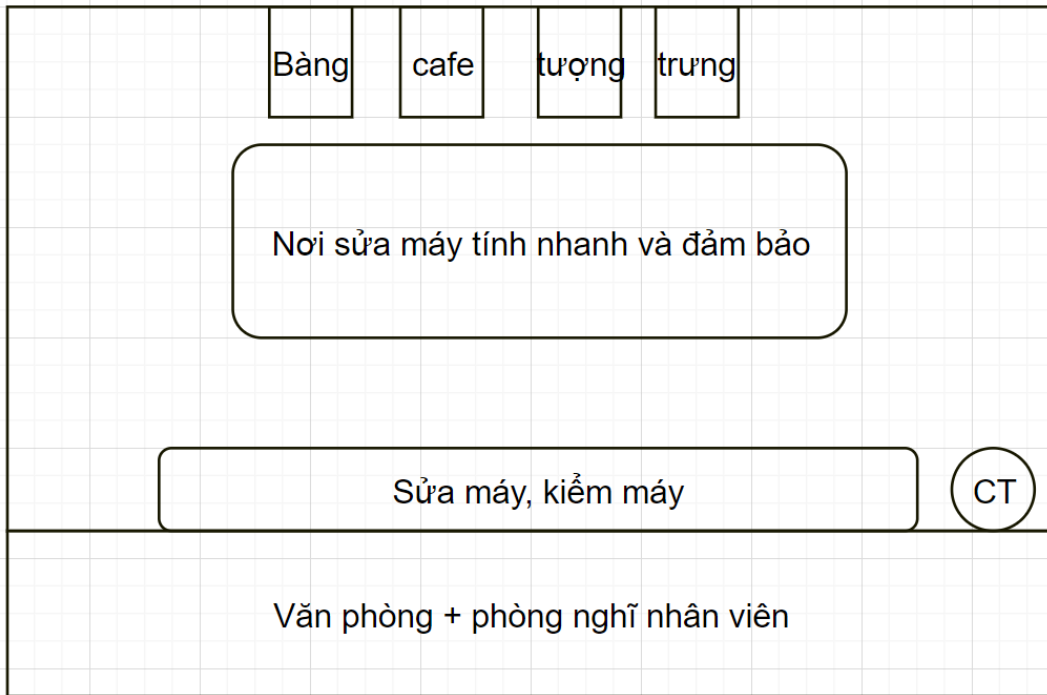 Bàng cafe tượng trưng
Nơi sửa máy tính nhanh và đảm bảo
Sửa máy, kiểm máy
CT
Văn phòng + phòng nghĩ nhân viên